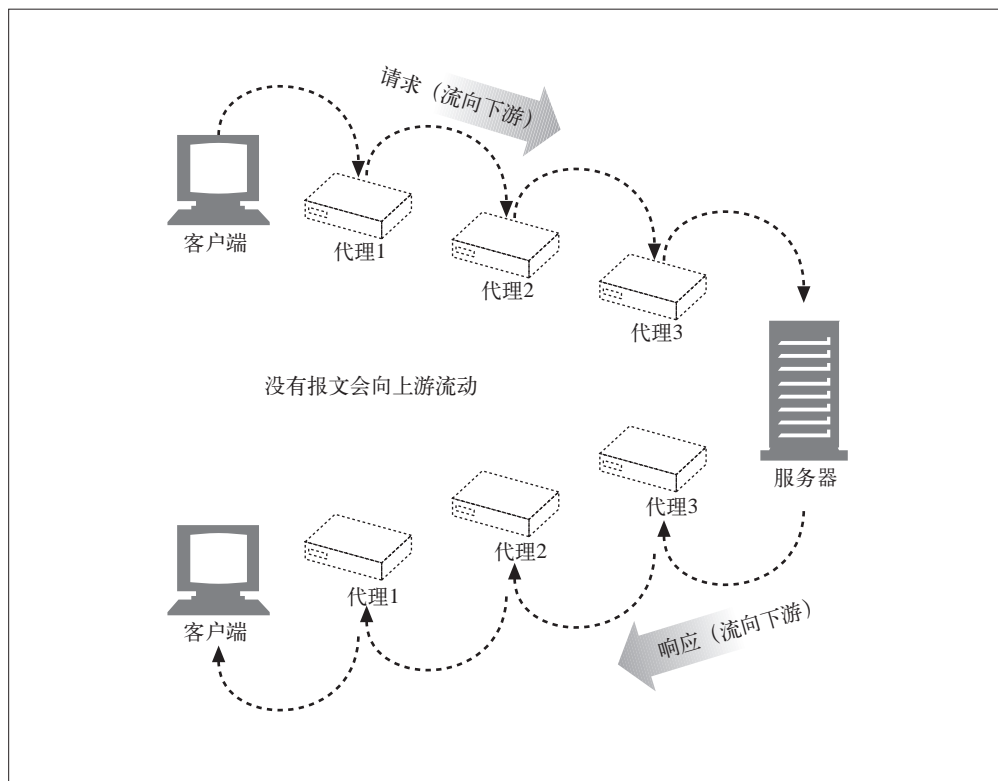 请求（流向下游）
客户端
代理1
代理2
代理3
没有报文会向上游流动
服务器
代理3
代理2
代理1
客户端
响应（流向下游）